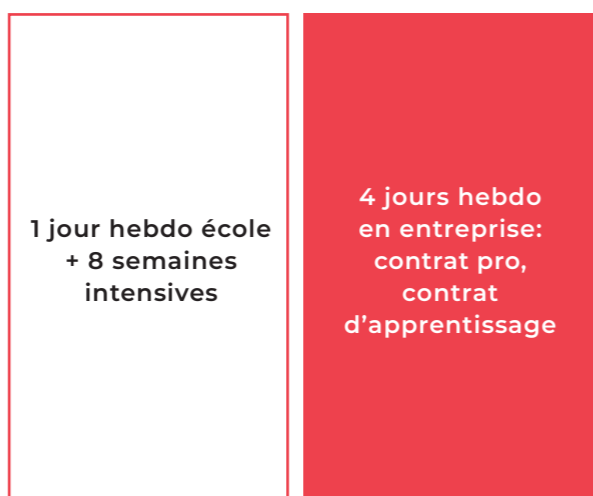 1 jour hebdo école
+ 8 semaines
intensives
4 jours hebdo
en entreprise:
contrat pro,
contrat
d’apprentissage